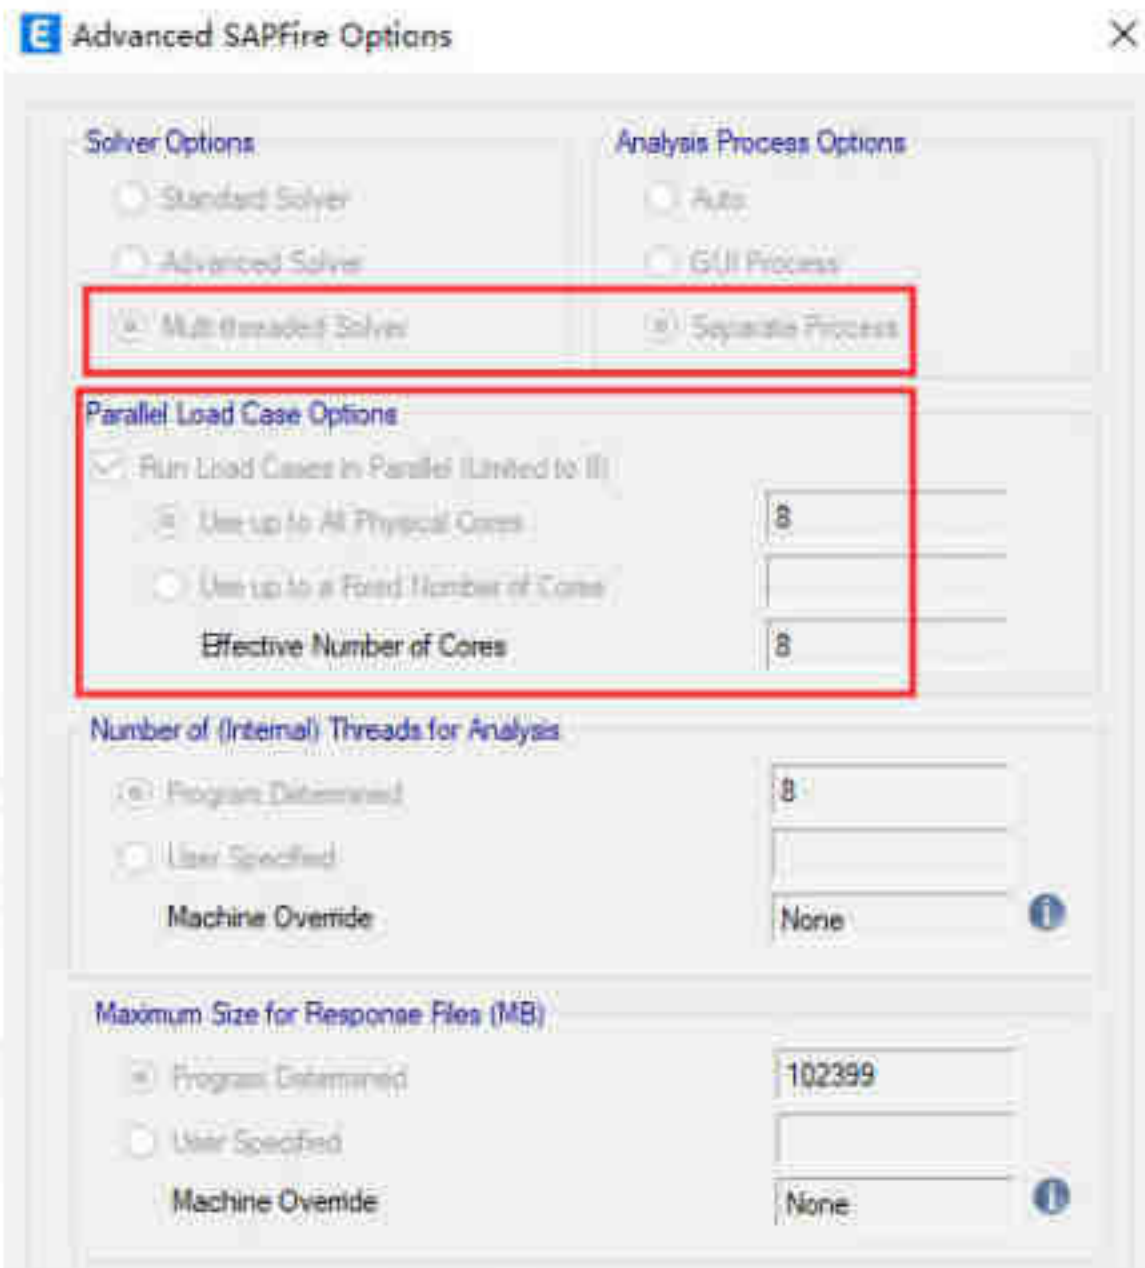 E Advanced SAPFire Options
Solver Options
Analysis Process Options
Standard Solver
Auto
Advanced Solver
GUI Process
Multi-threaded Solver
Separate Process
Parallel Load Case Options
Run Load Cases in Parallel (Limited to 8)
Use up to All Physical Cores
8
Use up to a Fixed Number of Cores
Effective Number of Cores
8
Number of (Internal) Threads for Analysis
Program Determined
8
User Specified
Machine Override
None
Maximum Size for Response Files (MB)
Program Determined
102399
User Specified
Machine Override
None